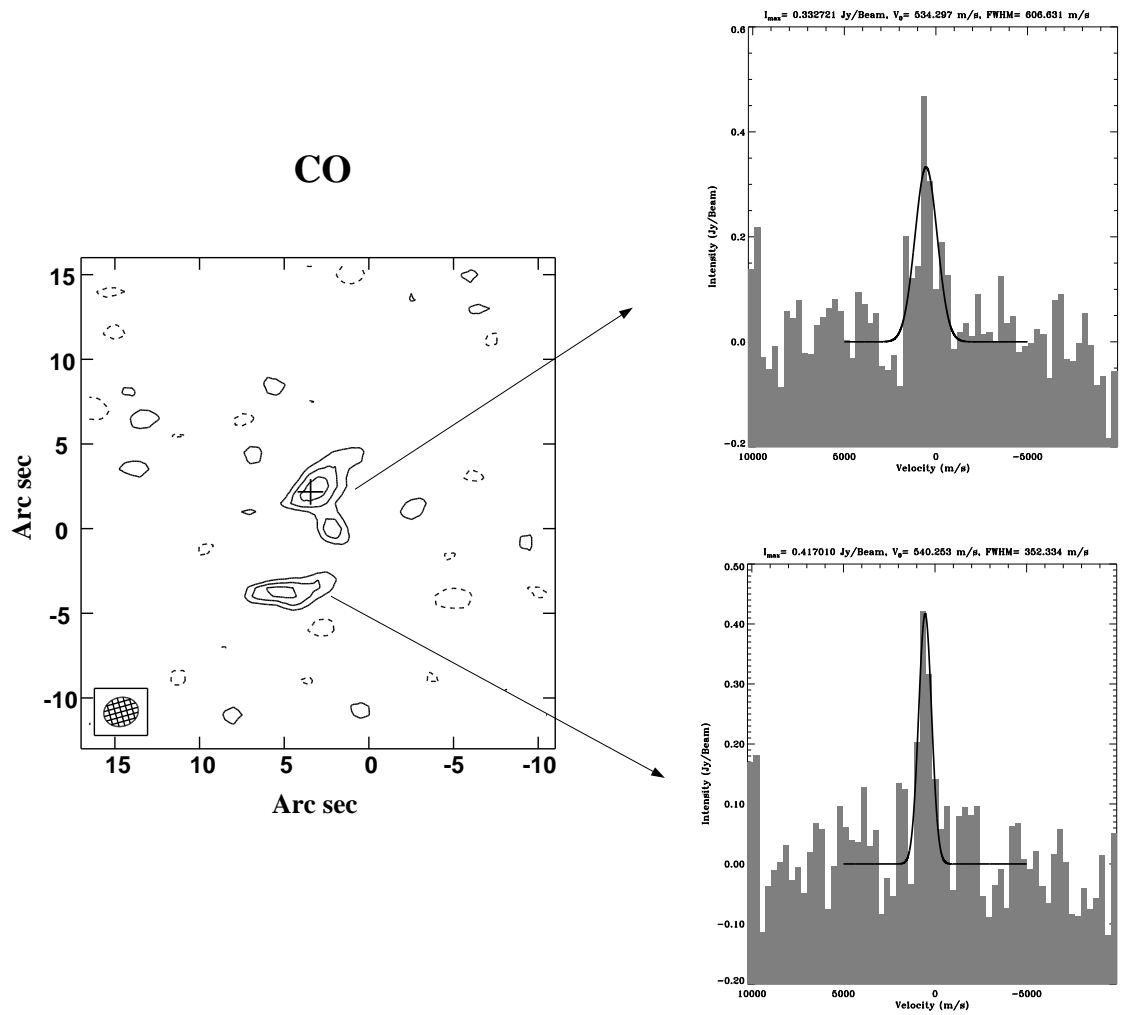 CO
15
10
5
0
-5
-10
15 10 5 0 -5 -10
Arc sec
Arc sec
I_max= 0.332721 Jy/Beam, V_0= 534.297 m/s, FWHM= 606.631 m/s
0.6
0.4
0.2
0.0
-0.2
10000 5000 0 -5000
Velocity (m/s)
Intensity (Jy/Beam)
I_max= 0.417010 Jy/Beam, V_0= 540.253 m/s, FWHM= 352.334 m/s
0.50
0.40
0.30
0.20
0.10
0.00
-0.10
-0.20
10000 5000 0 -5000
Velocity (m/s)
Intensity (Jy/Beam)